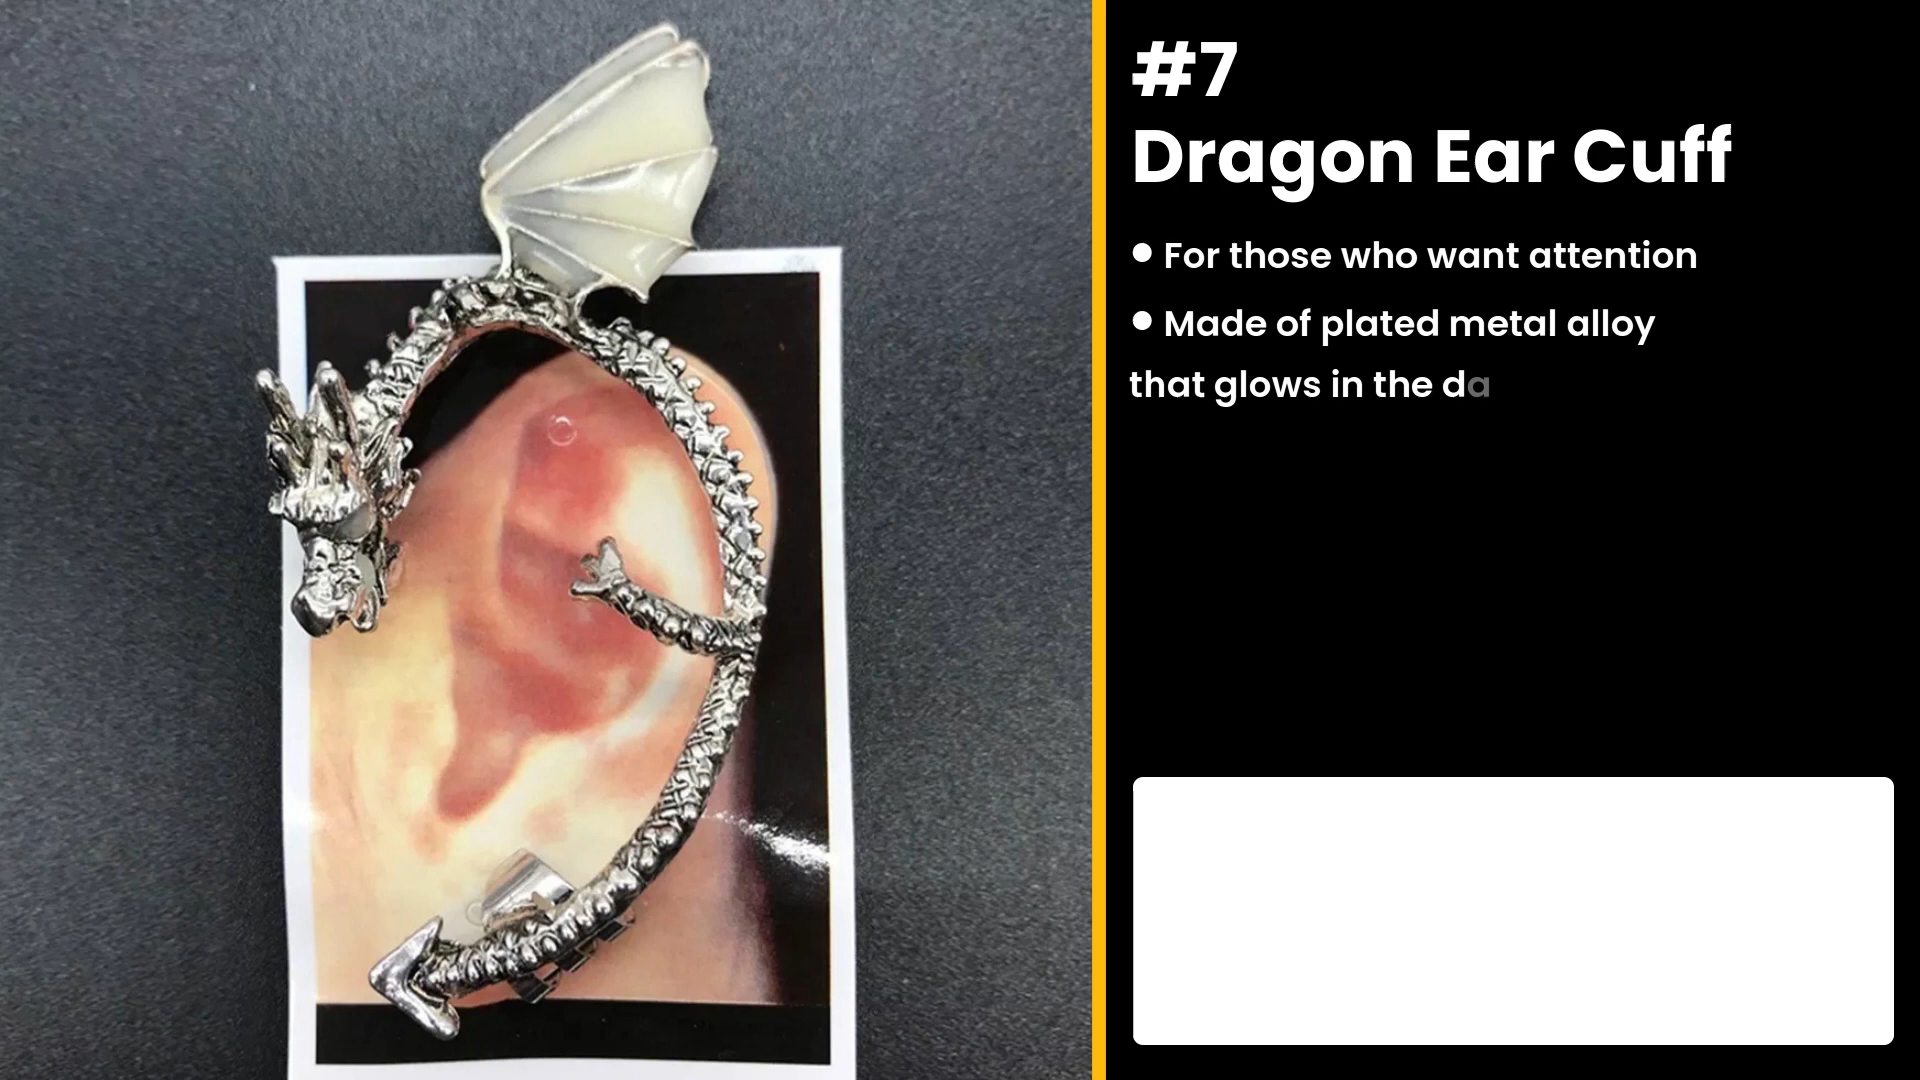 #7
Dragon Ear Cuff
● For those who want attention
● Made of plated metal alloy
that glows in the da